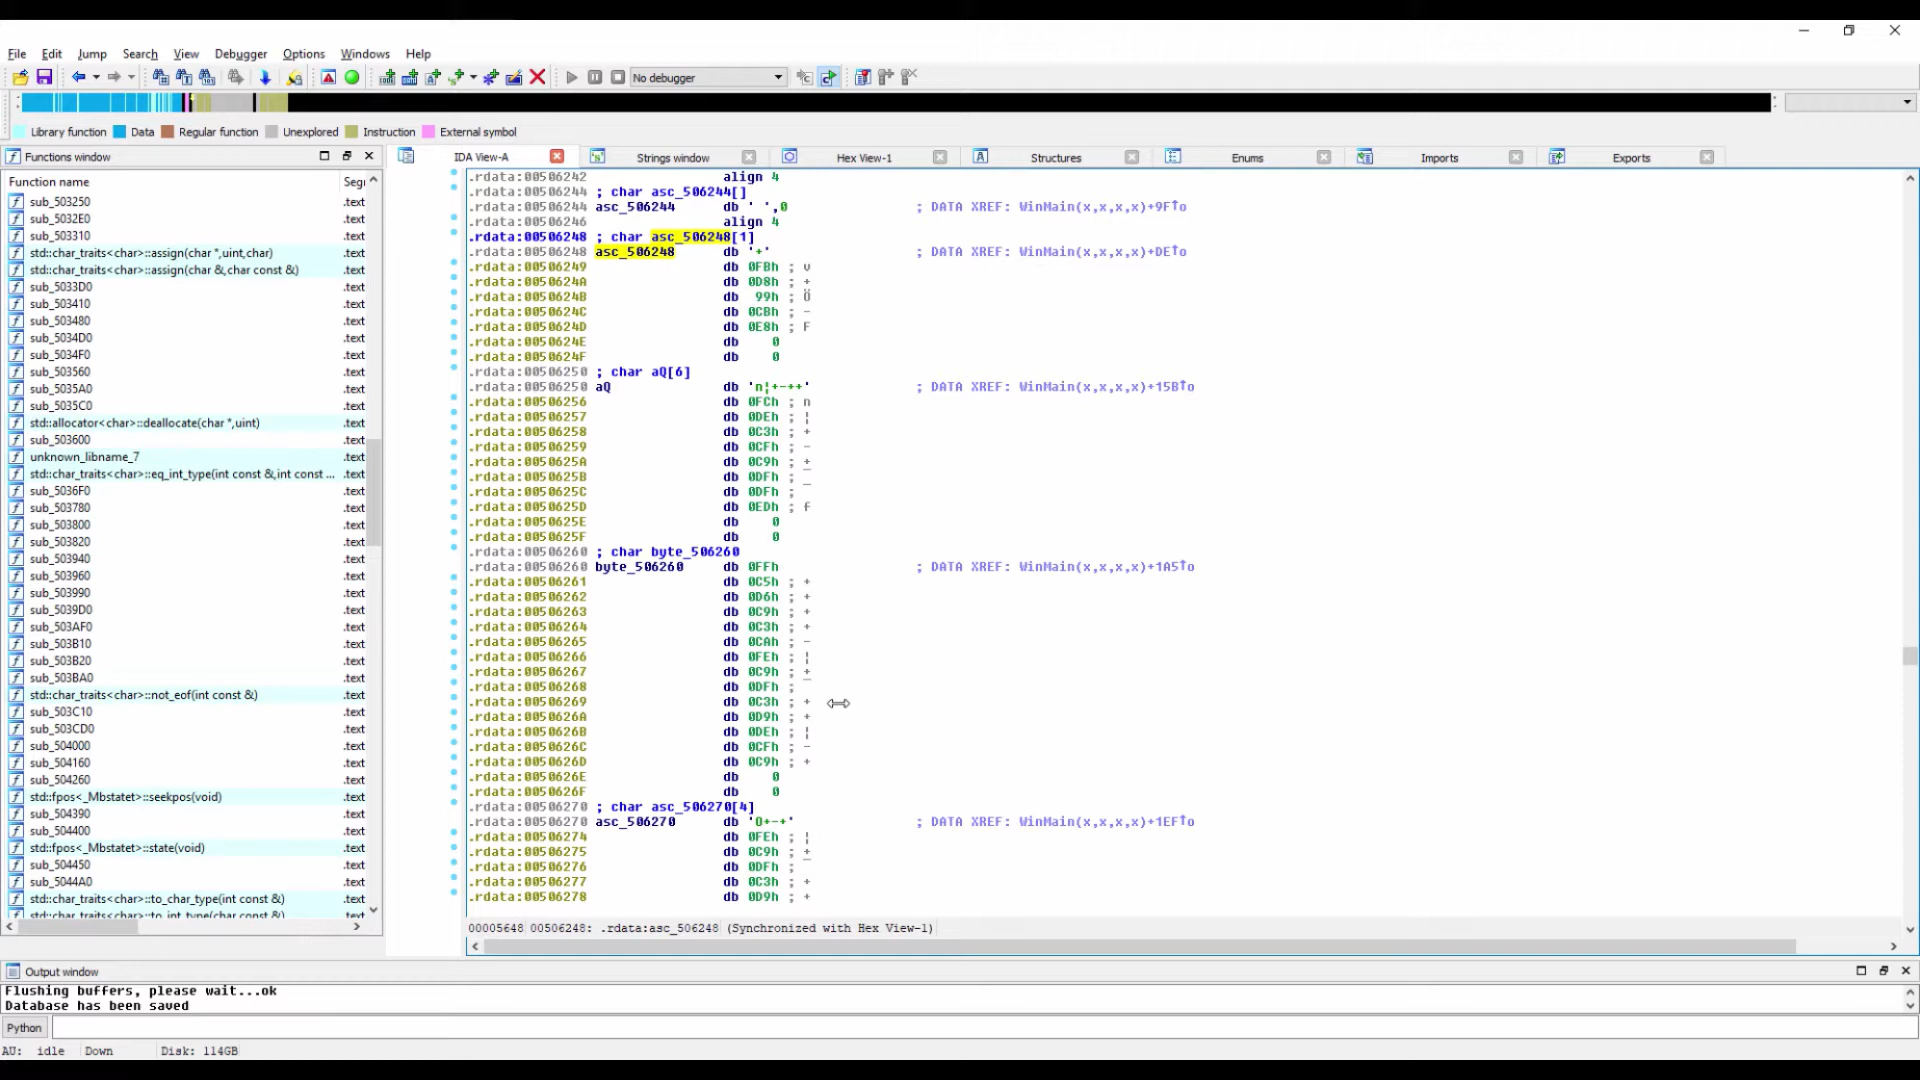 File Edit Jump Search View Debugger Options Windows Help
No debugger
Library function Data Regular function Unexplored Instruction External symbol
Functions window
IDA View-A Strings window Hex View-1 Structures Enums Imports Exports
Function name Seg
sub_503250 .text
sub_5032E0 .text
sub_503310 .text
std::char_traits<char>::assign(char *,uint,char) .text
std::char_traits<char>::assign(char &,char const &) .text
sub_5033D0 .text
sub_503410 .text
sub_503480 .text
sub_5034D0 .text
sub_5034F0 .text
sub_503560 .text
sub_5035A0 .text
sub_5035C0 .text
std::allocator<char>::deallocate(char *,uint) .text
sub_503600 .text
unknown_libname_7 .text
std::char_traits<char>::eq_int_type(int const &,int const ... .text
sub_5036F0 .text
sub_503780 .text
sub_503800 .text
sub_503820 .text
sub_503940 .text
sub_503960 .text
sub_503990 .text
sub_5039D0 .text
sub_503AF0 .text
sub_503B10 .text
sub_503B20 .text
sub_503BA0 .text
std::char_traits<char>::not_eof(int const &) .text
sub_503C10 .text
sub_503CD0 .text
sub_504000 .text
sub_504160 .text
sub_504260 .text
std::fpos<_Mbstatet>::seekpos(void) .text
sub_504390 .text
sub_504400 .text
std::fpos<_Mbstatet>::state(void) .text
sub_504450 .text
sub_5044A0 .text
std::char_traits<char>::to_char_type(int const &) .text
std::char_traits<char>::to_int_type(char const &) .text
.rdata:00506242 align 4
.rdata:00506244 ; char asc_506244[]
.rdata:00506244 asc_506244 db ' ',0 ; DATA XREF: WinMain(x,x,x,x)+9F↑o
.rdata:00506246 align 4
.rdata:00506248 ; char asc_506248[1]
.rdata:00506248 asc_506248 db '+' ; DATA XREF: WinMain(x,x,x,x)+DE↑o
.rdata:00506249 db 0FBh ; v
.rdata:0050624A db 0D8h ; +
.rdata:0050624B db 99h ; Ö
.rdata:0050624C db 0CBh ; -
.rdata:0050624D db 0E8h ; F
.rdata:0050624E db 0
.rdata:0050624F db 0
.rdata:00506250 ; char aQ[6]
.rdata:00506250 aQ db 'n¦+-++' ; DATA XREF: WinMain(x,x,x,x)+15B↑o
.rdata:00506256 db 0FCh ; n
.rdata:00506257 db 0DEh ; ¦
.rdata:00506258 db 0C3h ; +
.rdata:00506259 db 0CFh ; -
.rdata:0050625A db 0C9h ; +
.rdata:0050625B db 0DFh ; ¯
.rdata:0050625C db 0DFh ; ¯
.rdata:0050625D db 0EDh ; f
.rdata:0050625E db 0
.rdata:0050625F db 0
.rdata:00506260 ; char byte_506260
.rdata:00506260 byte_506260 db 0FFh ; DATA XREF: WinMain(x,x,x,x)+1A5↑o
.rdata:00506261 db 0C5h ; +
.rdata:00506262 db 0D6h ; +
.rdata:00506263 db 0C9h ; +
.rdata:00506264 db 0C3h ; +
.rdata:00506265 db 0CAh ; -
.rdata:00506266 db 0FEh ; ¦
.rdata:00506267 db 0C9h ; +
.rdata:00506268 db 0DFh ; ¯
.rdata:00506269 db 0C3h ; +
.rdata:0050626A db 0D9h ; +
.rdata:0050626B db 0DEh ; ¦
.rdata:0050626C db 0CFh ; -
.rdata:0050626D db 0C9h ; +
.rdata:0050626E db 0
.rdata:0050626F db 0
.rdata:00506270 ; char asc_506270[4]
.rdata:00506270 asc_506270 db 'O+-+' ; DATA XREF: WinMain(x,x,x,x)+1EF↑o
.rdata:00506274 db 0FEh ; ¦
.rdata:00506275 db 0C9h ; +
.rdata:00506276 db 0DFh ; ¯
.rdata:00506277 db 0C3h ; +
.rdata:00506278 db 0D9h ; +
00005648 00506248: .rdata:asc_506248 (Synchronized with Hex View-1)
Output window
Flushing buffers, please wait...ok
Database has been saved
Python
AU: idle Down Disk: 114GB